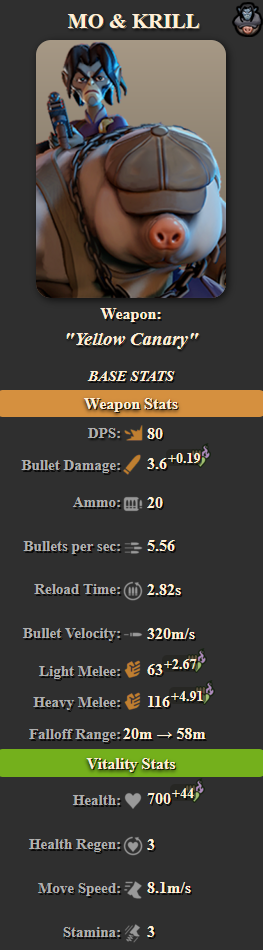 MO & KRILL
Weapon:
"Yellow Canary"
BASE STATS
Weapon Stats
DPS: 80
Bullet Damage: 3.6+0.19
Ammo: 20
Bullets per sec: 5.56
Reload Time: 2.82s
Bullet Velocity: 320m/s
Light Melee: 63+2.67
Heavy Melee: 116+4.91
Falloff Range: 20m → 58m
Vitality Stats
Health: 700+44
Health Regen: 3
Move Speed: 8.1m/s
Stamina: 3